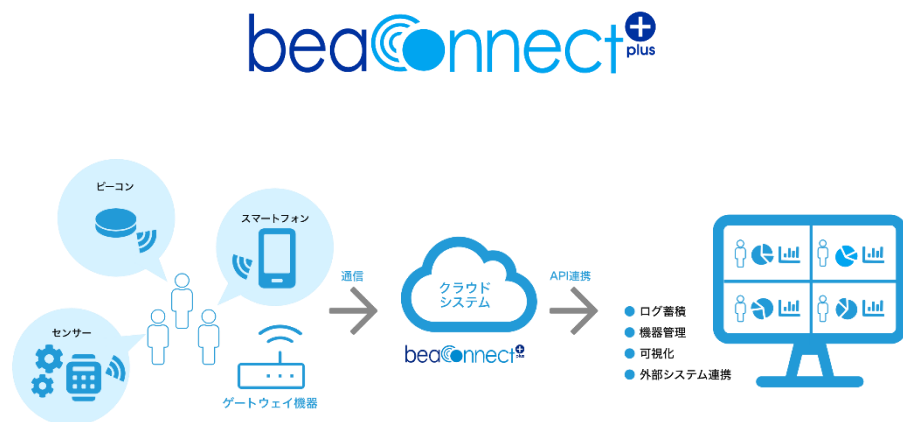 beaconnect plus
ビーコン
スマートフォン
センサー
ゲートウェイ機器
通信
クラウド
システム
beaconnect
API連携
ログ蓄積
機器管理
可視化
外部システム連携